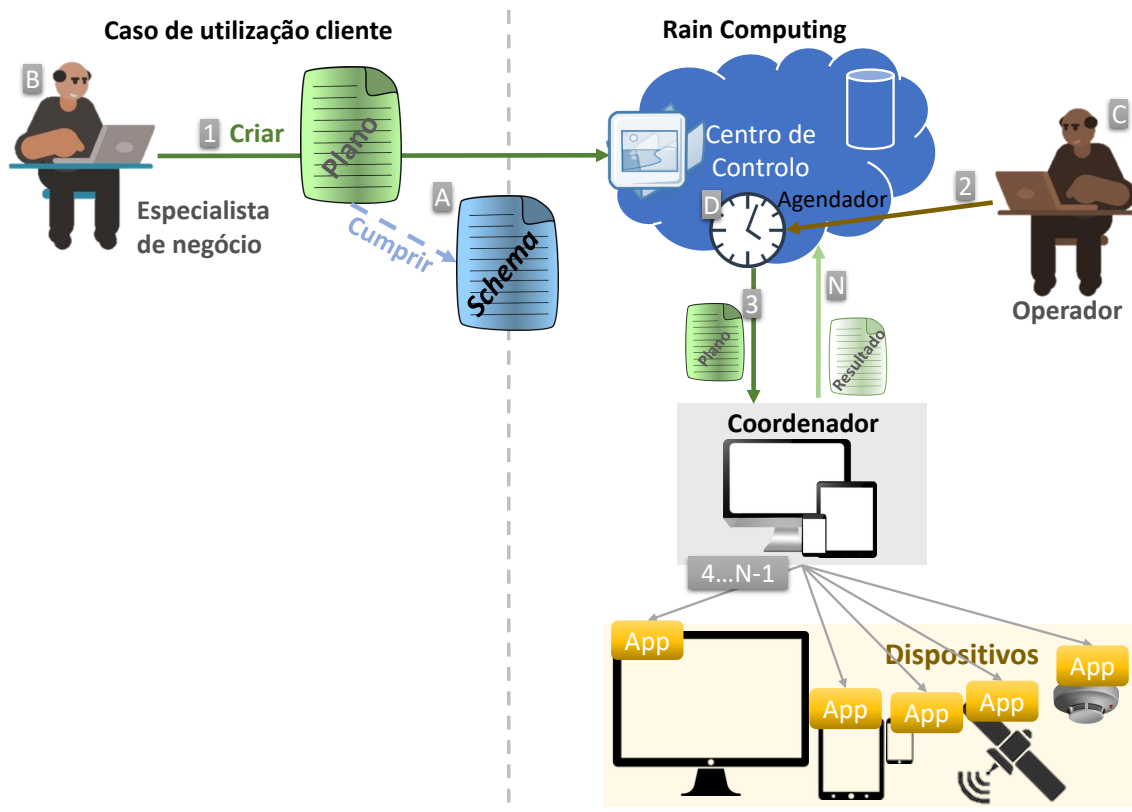 Caso de utilização cliente
Rain Computing
B
1
Criar
Plano
A
Cumprir
Schema
Especialista
de negócio
Centro de
Controlo
D
Agendador
2
C
Operador
3
N
Plano
Resultado
Coordenador
4...N-1
App
Dispositivos
App
App
App
App